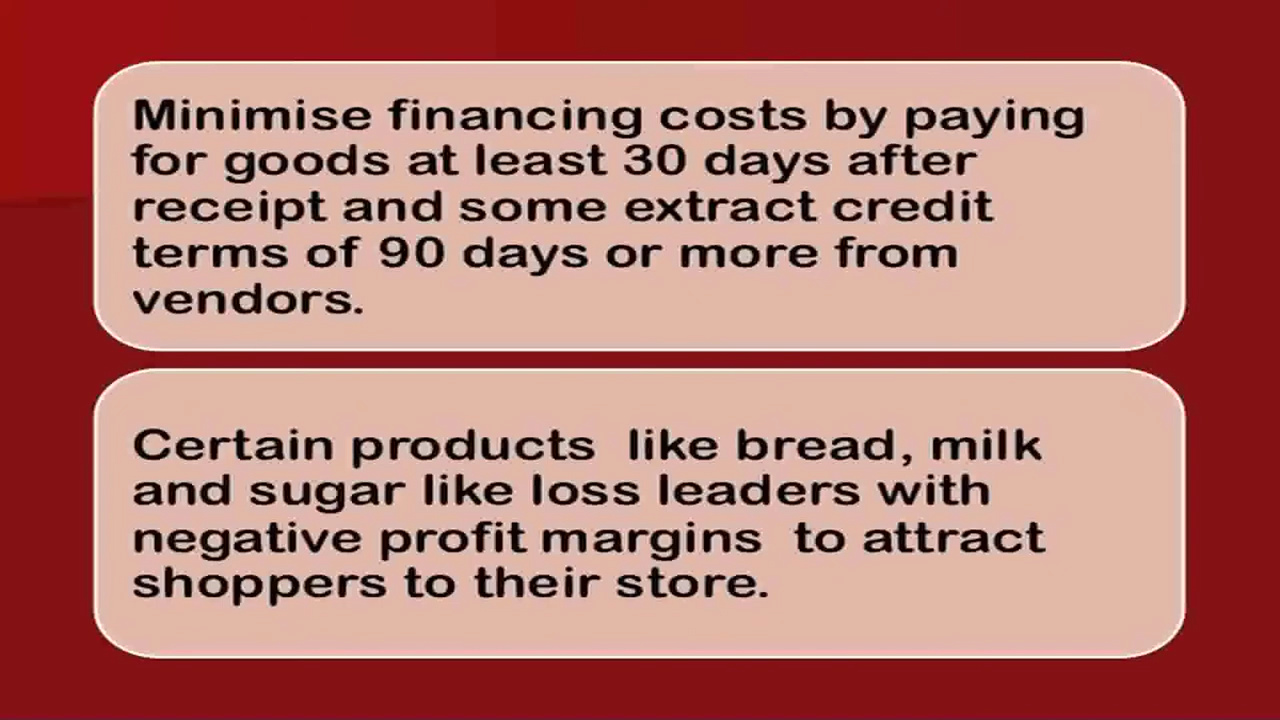 Minimise financing costs by paying
for goods at least 30 days after
receipt and some extract credit
terms of 90 days or more from
vendors.
Certain products like bread, milk
and sugar like loss leaders with
negative profit margins to attract
shoppers to their store.